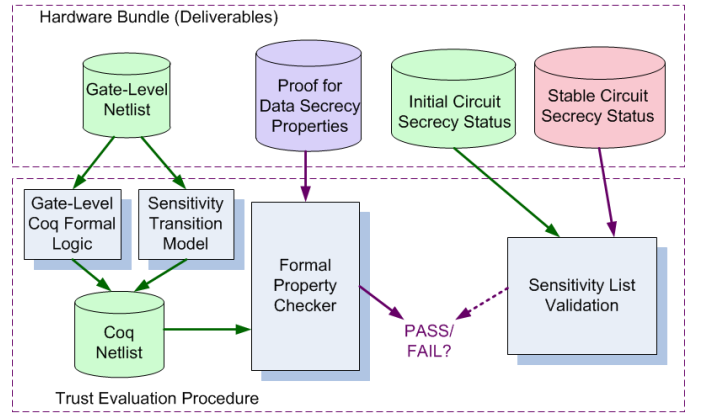 Hardware Bundle (Deliverables)
Gate-Level
Netlist
Proof for
Data Secrecy
Properties
Initial Circuit
Secrecy Status
Stable Circuit
Secrecy Status
Gate-Level
Coq Formal
Logic
Sensitivity
Transition
Model
Formal
Property
Checker
Sensitivity List
Validation
PASS/
FAIL?
Coq
Netlist
Trust Evaluation Procedure